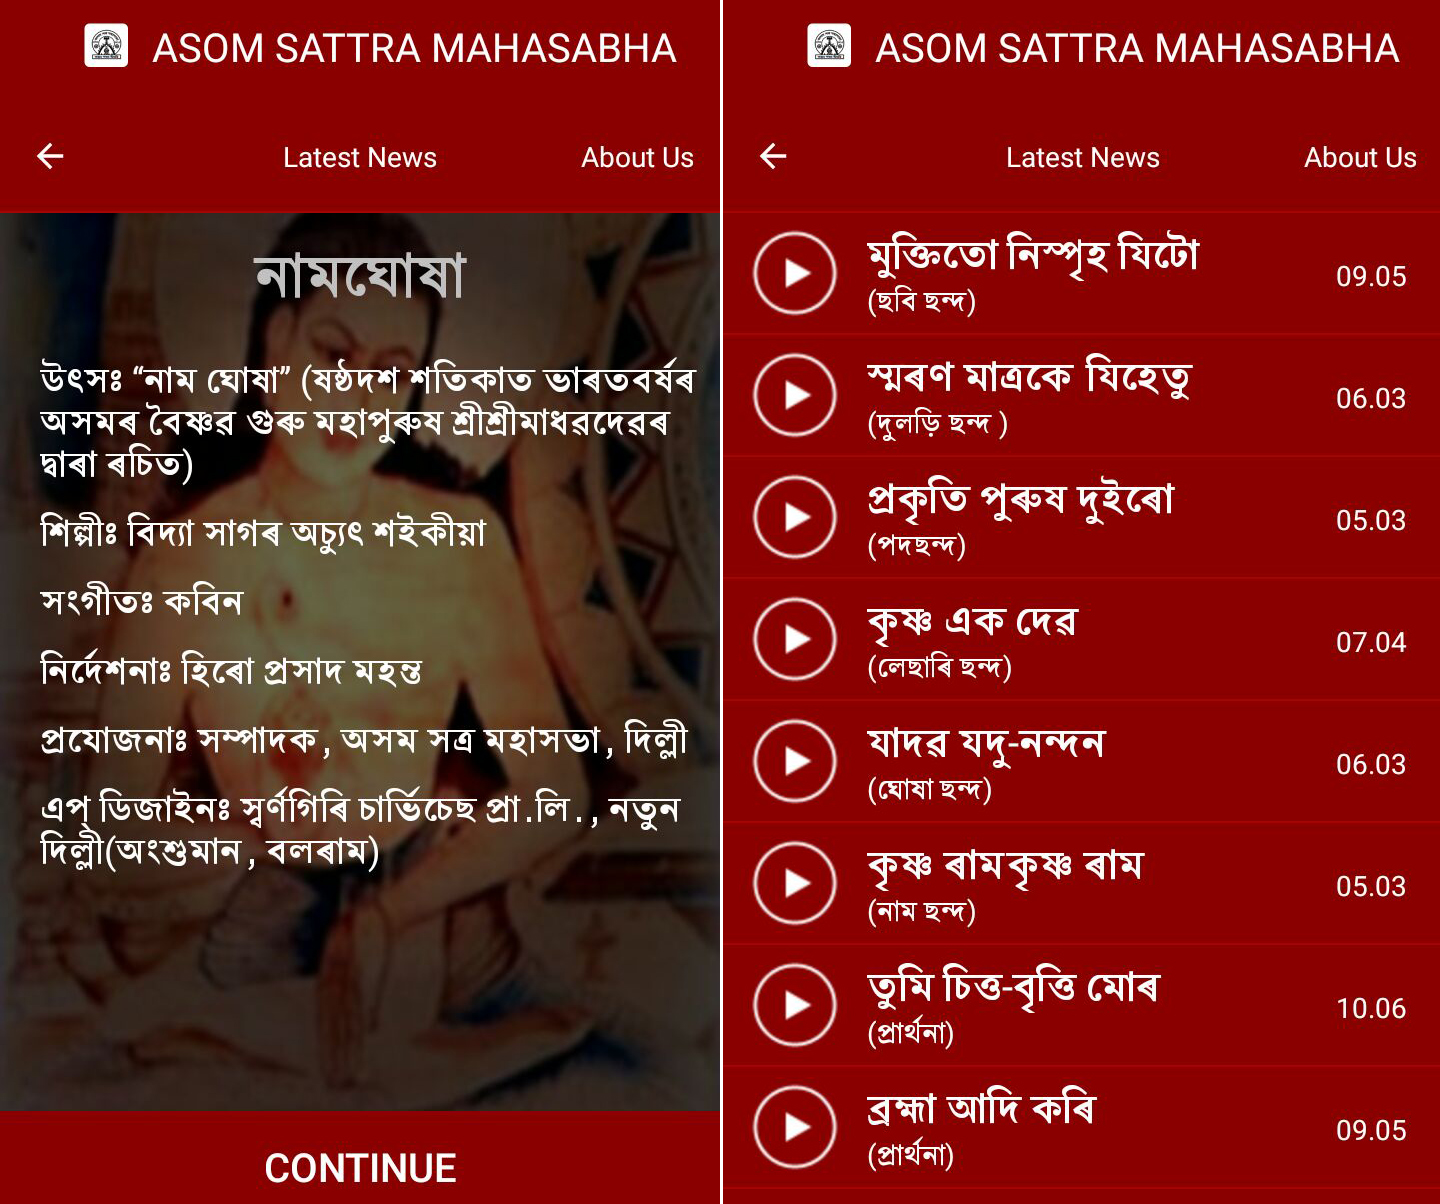 ASOM SATTRA MAHASABHA
Latest News
About Us
নামঘোষা
উৎসঃ “নাম ঘোষা” (ষষ্ঠদশ শতিকাত ভাৰতবৰ্ষৰ
অসমৰ বৈষ্ণৱ গুৰু মহাপুৰুষ শ্ৰীশ্ৰীমাধৱদেৱৰ
দ্বাৰা ৰচিত)
শিল্পীঃ বিদ্যা সাগৰ অচ্যুৎ শইকীয়া
সংগীতঃ কবিন
নিৰ্দেশনাঃ হিৰো প্ৰসাদ মহন্ত
প্ৰযোজনাঃ সম্পাদক, অসম সত্ৰ মহাসভা, দিল্লী
এপ্ ডিজাইনঃ স্বৰ্ণগিৰি চাৰ্ভিচেছ প্ৰা.লি., নতুন
দিল্লী(অংশুমান, বলৰাম)
CONTINUE
ASOM SATTRA MAHASABHA
Latest News
About Us
মুক্তিতো নিস্পৃহ যিটো
09.05
(ছবি ছন্দ)
স্মৰণ মাত্ৰকে যিহেতু
06.03
(দুলড়ি ছন্দ )
প্ৰকৃতি পুৰুষ দুইৰো
05.03
(পদছন্দ)
কৃষ্ণ এক দেৱ
07.04
(লেছাৰি ছন্দ)
যাদৱ যদু-নন্দন
06.03
(ঘোষা ছন্দ)
কৃষ্ণ ৰামকৃষ্ণ ৰাম
05.03
(নাম ছন্দ)
তুমি চিত্ত-বৃত্তি মোৰ
10.06
(প্ৰাৰ্থনা)
ব্ৰহ্মা আদি কৰি
09.05
(প্ৰাৰ্থনা)